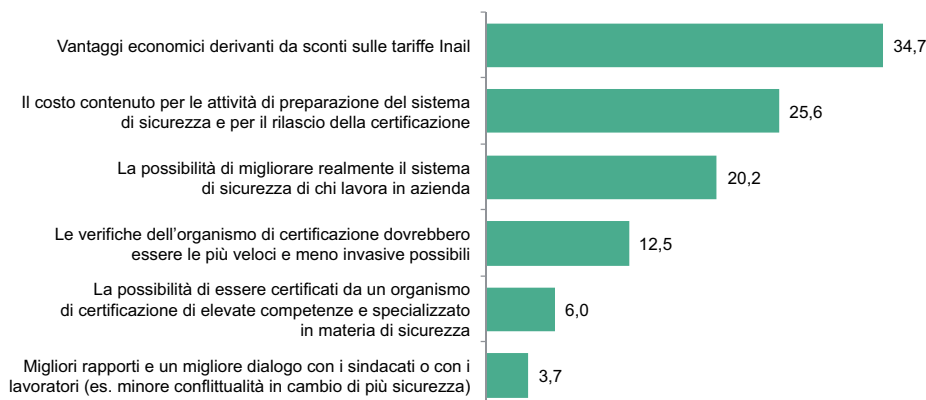 Vantaggi economici derivanti da sconti sulle tariffe Inail
34,7
Il costo contenuto per le attività di preparazione del sistema
di sicurezza e per il rilascio della certificazione
25,6
La possibilità di migliorare realmente il sistema
di sicurezza di chi lavora in azienda
20,2
Le verifiche dell'organismo di certificazione dovrebbero
essere le più veloci e meno invasive possibili
12,5
La possibilità di essere certificati da un organismo
di certificazione di elevate competenze e specializzato
in materia di sicurezza
6,0
Migliori rapporti e un migliore dialogo con i sindacati o con i
lavoratori (es. minore conflittualità in cambio di più sicurezza)
3,7